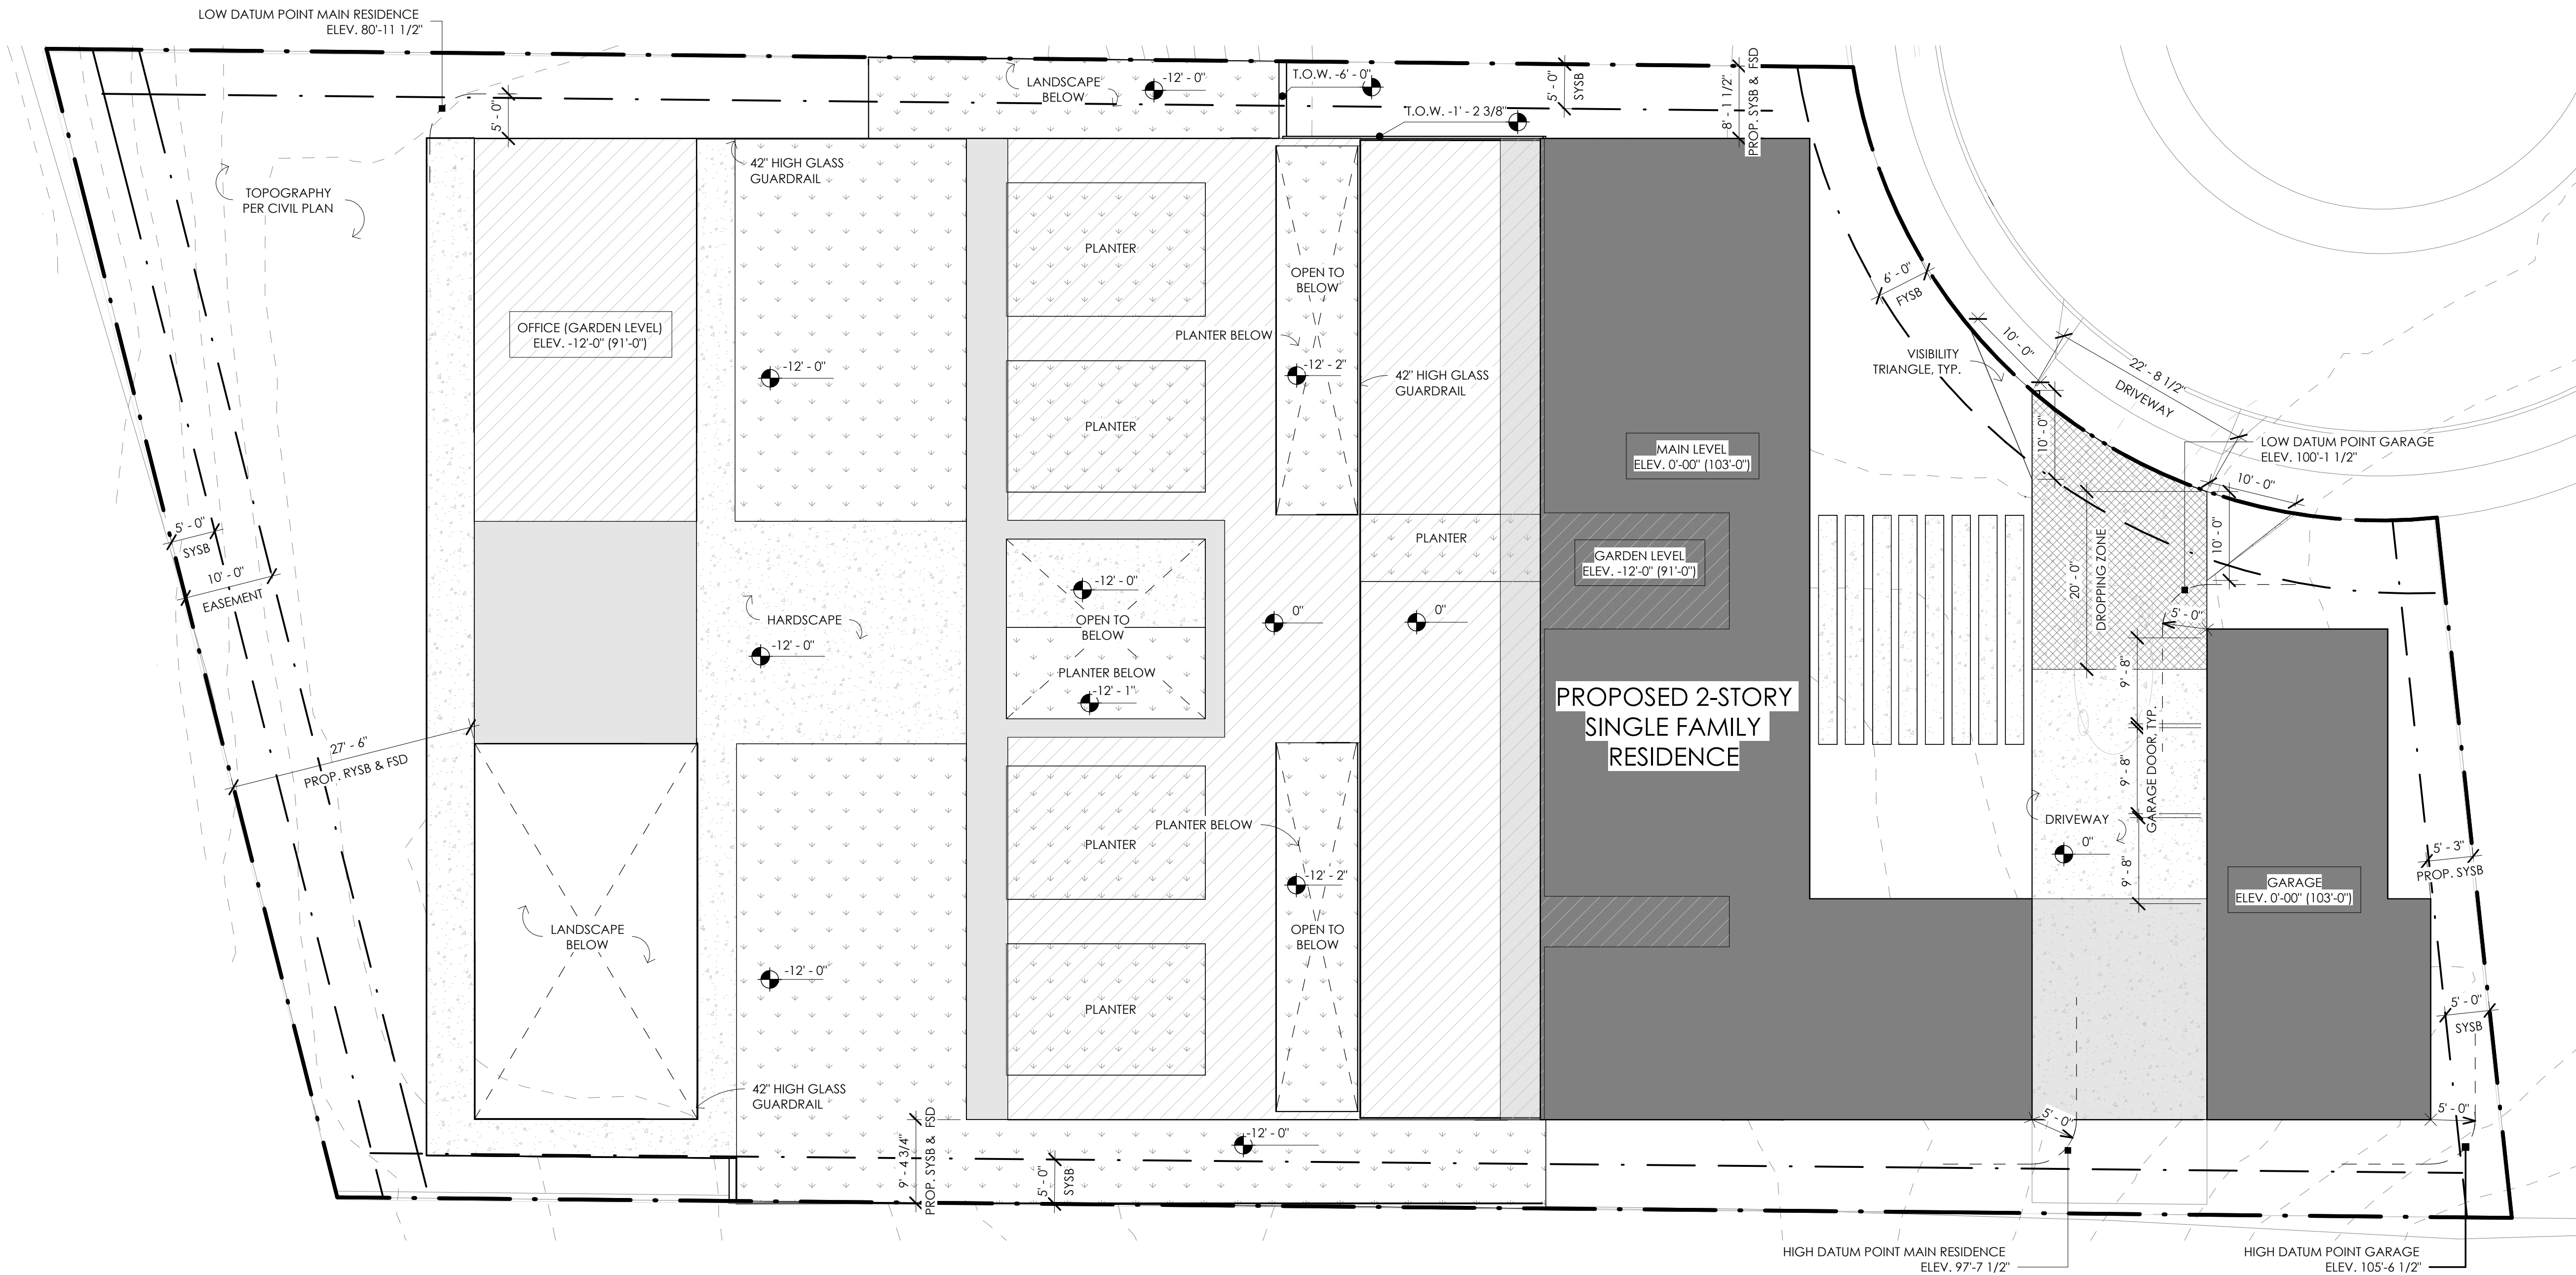 LOW DATUM POINT MAIN RESIDENCE
ELEV. 80'-11 1/2"
5' - 0"
TOPOGRAPHY
PER CIVIL PLAN
LANDSCAPE
BELOW
-12' - 0"
T.O.W. -6' - 0"
T.O.W. -1' - 2 3/8"
5' - 0"
SYSB
8' - 1 1/2"
PROP. SYSB & FSD
42" HIGH GLASS
GUARDRAIL
OFFICE (GARDEN LEVEL)
ELEV. -12'-0" (91'-0")
-12' - 0"
PLANTER
PLANTER
OPEN TO
BELOW
PLANTER BELOW
-12' - 2"
42" HIGH GLASS
GUARDRAIL
MAIN LEVEL
ELEV. 0'-00" (103'-0")
6' - 0"
FYSB
10' - 0"
VISIBILITY
TRIANGLE, TYP.
22' - 8 1/2"
DRIVEWAY
10' - 0"
LOW DATUM POINT GARAGE
ELEV. 100'-1 1/2"
10' - 0"
10' - 0"
5' - 0"
SYSB
10' - 0"
EASEMENT
HARDSCAPE
-12' - 0"
-12' - 0"
OPEN TO
BELOW
PLANTER BELOW
-12' - 1"
0"
0"
PLANTER
GARDEN LEVEL
ELEV. -12'-0" (91'-0")
20' - 0"
DROPPING ZONE
5' - 0"
9' - 8"
9' - 8"
9' - 8"
GARAGE DOOR, TYP.
PROPOSED 2-STORY
SINGLE FAMILY
RESIDENCE
27' - 6"
PROP. RYSB & FSD
DRIVEWAY
0"
5' - 3"
PROP. SYSB
GARAGE
ELEV. 0'-00" (103'-0")
PLANTER BELOW
PLANTER
-12' - 2"
OPEN TO
BELOW
LANDSCAPE
BELOW
-12' - 0"
PLANTER
5' - 0"
SYSB
42" HIGH GLASS
GUARDRAIL
9' - 4 3/4"
PROP. SYSB & FSD
5' - 0"
SYSB
-12' - 0"
5' - 0"
5' - 0"
HIGH DATUM POINT MAIN RESIDENCE
ELEV. 97'-7 1/2"
HIGH DATUM POINT GARAGE
ELEV. 105'-6 1/2"